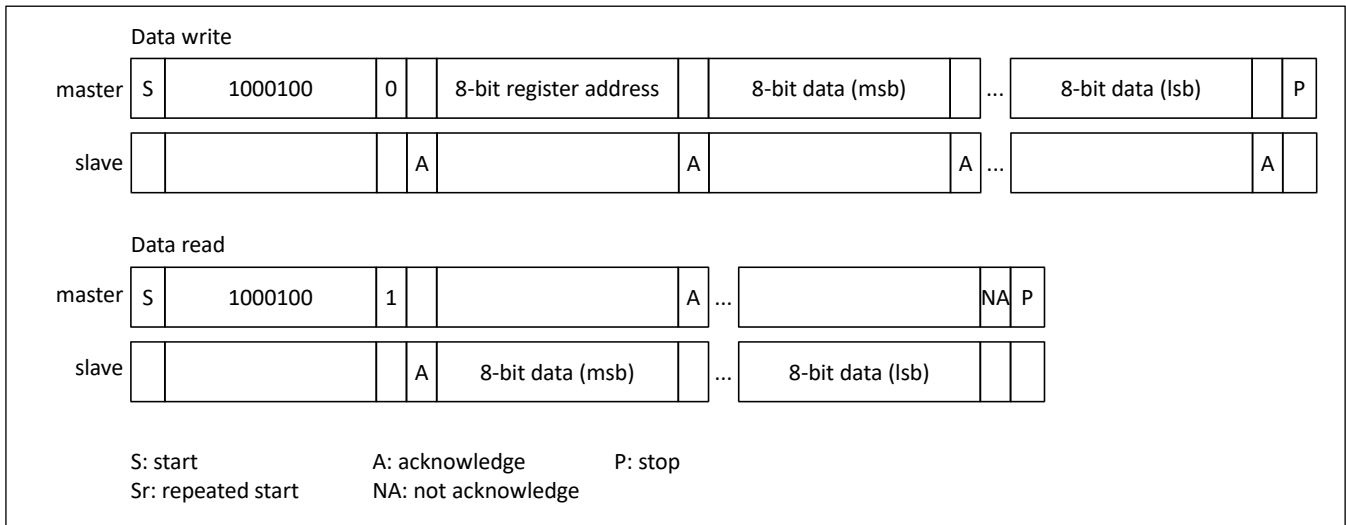 Data write
master S 1000100 0 8-bit register address 8-bit data (msb) ... 8-bit data (lsb) P
slave A A A ... A
Data read
master S 1000100 1 A ... NA P
slave A 8-bit data (msb) ... 8-bit data (lsb)
S: start A: acknowledge P: stop
Sr: repeated start NA: not acknowledge